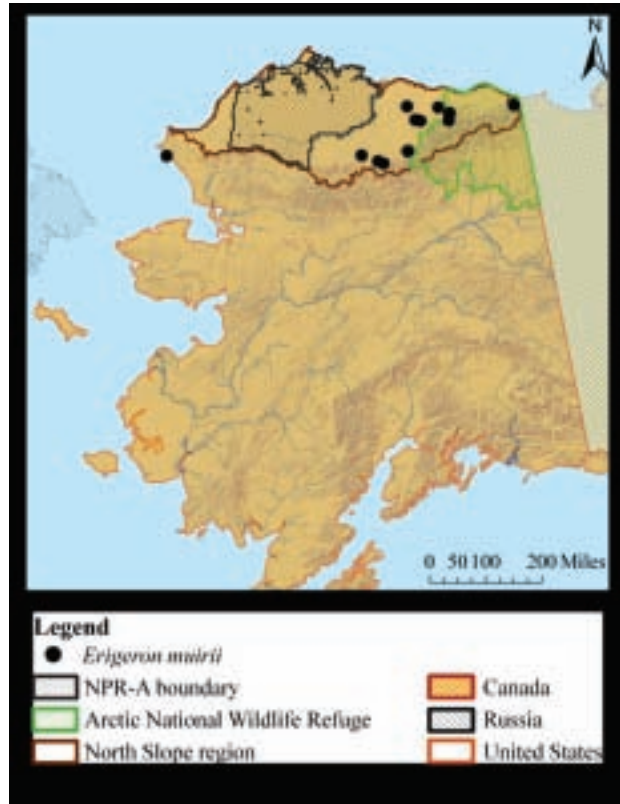 N
0 50 100 200 Miles
Legend
Erigeron muirii
NPR-A boundary
Arctic National Wildlife Refuge
North Slope region
Canada
Russia
United States